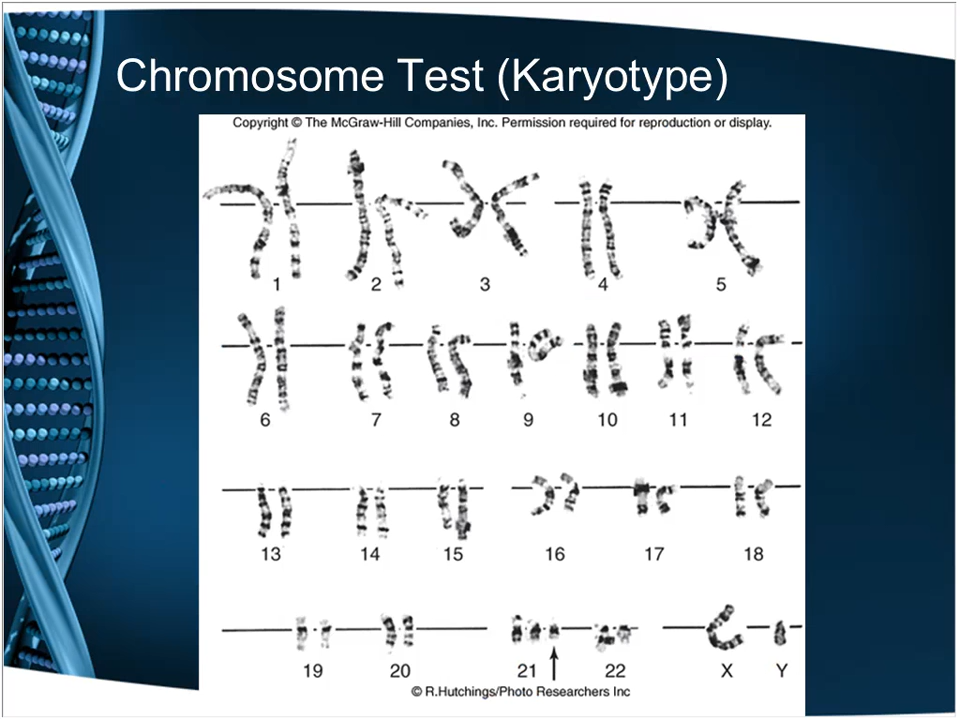 Chromosome Test (Karyotype)
Copyright © The McGraw-Hill Companies, Inc. Permission required for reproduction or display.
1 2 3 4 5
6 7 8 9 10 11 12
13 14 15 16 17 18
19 20 21 22 X Y
© R.Hutchings/Photo Researchers Inc